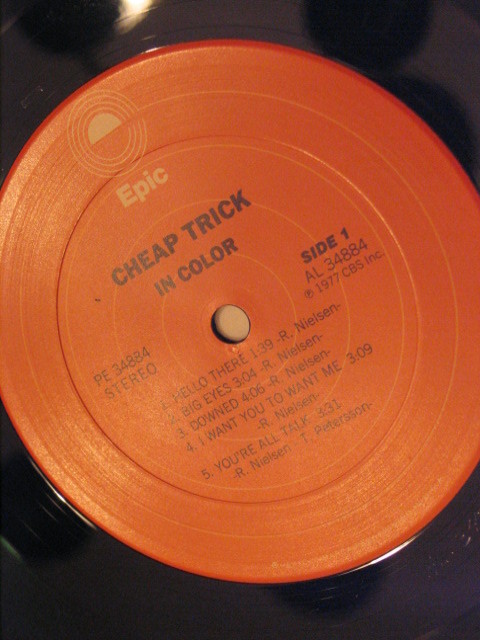 Epic
CHEAP TRICK
IN COLOR
SIDE 1
AL 34884
℗ 1977 CBS Inc.
PE 34884
STEREO
1. HELLO THERE 1:39 -R. Nielsen-
2. BIG EYES 3:04 -R. Nielsen-
3. DOWNED 4:06 -R. Nielsen-
4. I WANT YOU TO WANT ME 3:09
-R. Nielsen-
5. YOU'RE ALL TALK 3:31
-R. Nielsen - T. Petersson-